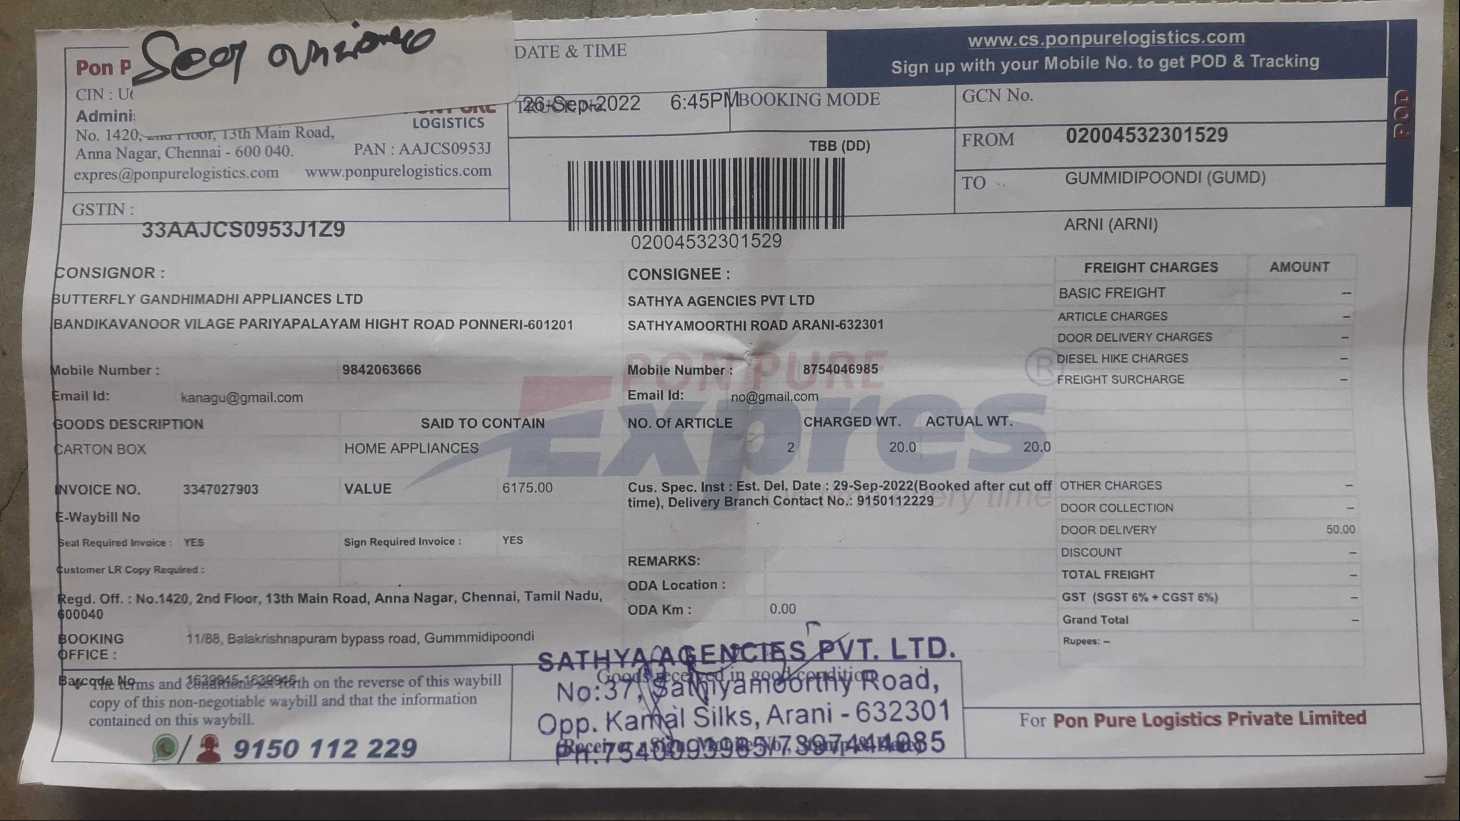 Pon P
CIN : U
Admini
No. 1420, 2nd Floor, 13th Main Road,
Anna Nagar, Chennai - 600 040.
PAN : AAJCS0953J
expres@ponpurelogistics.com
www.ponpurelogistics.com
LOGISTICS
GSTIN :
33AAJCS0953J1Z9
DATE & TIME
26-Sep-2022 6:45PM
BOOKING MODE
TBB (DD)
02004532301529
www.cs.ponpurelogistics.com
Sign up with your Mobile No. to get POD & Tracking
POD
GCN No.
02004532301529
FROM
GUMMIDIPOONDI (GUMD)
TO
ARNI (ARNI)
CONSIGNOR :
BUTTERFLY GANDHIMADHI APPLIANCES LTD
BANDIKAVANOOR VILAGE PARIYAPALAYAM HIGHT ROAD PONNERI-601201
Mobile Number : 9842063666
Email Id: kanagu@gmail.com
CONSIGNEE :
SATHYA AGENCIES PVT LTD
SATHYAMOORTHI ROAD ARANI-632301
Mobile Number : 8754046985
Email Id: no@gmail.com
PON PURE
Expres
GOODS DESCRIPTION SAID TO CONTAIN NO. Of ARTICLE CHARGED WT. ACTUAL WT.
CARTON BOX HOME APPLIANCES 2 20.0 20.0
INVOICE NO. 3347027903 VALUE 6175.00
E-Waybill No
Seal Required Invoice : YES Sign Required Invoice : YES
Customer LR Copy Required :
Cus. Spec. Inst : Est. Del. Date : 29-Sep-2022(Booked after cut off
time), Delivery Branch Contact No.: 9150112229
REMARKS:
ODA Location :
ODA Km : 0.00
Regd. Off. : No.1420, 2nd Floor, 13th Main Road, Anna Nagar, Chennai, Tamil Nadu,
600040
BOOKING
OFFICE :
11/88, Balakrishnapuram bypass road, Gummmidipoondi
Barcode No
1639945-1639946
The terms and conditions set forth on the reverse of this waybill
copy of this non-negotiable waybill and that the information
contained on this waybill.
9150 112 229
FREIGHT CHARGES AMOUNT
BASIC FREIGHT –
ARTICLE CHARGES –
DOOR DELIVERY CHARGES –
DIESEL HIKE CHARGES –
FREIGHT SURCHARGE –
OTHER CHARGES –
DOOR COLLECTION –
DOOR DELIVERY 50.00
DISCOUNT –
TOTAL FREIGHT –
GST (SGST 6% + CGST 6%) –
Grand Total –
Rupees: –
SATHYA AGENCIES PVT. LTD.
Goods received in good condition
No:37, Sathiyamoorthy Road,
Opp. Kamal Silks, Arani - 632301
For Pon Pure Logistics Private Limited